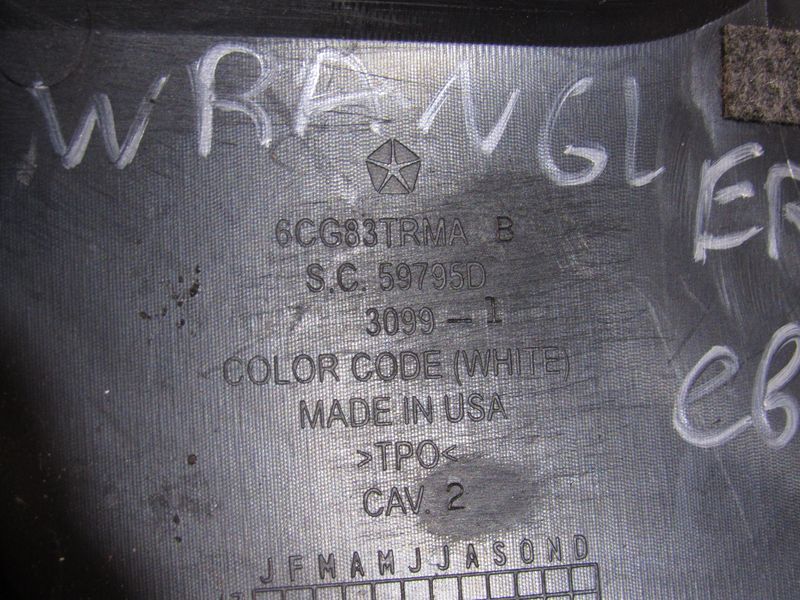 WRANGLER
6CG83TRMA B
S.C. 59795D
3099-1
COLOR CODE (WHITE)
MADE IN USA
>TPO<
CAV. 2
J F M A M J J A S O N D